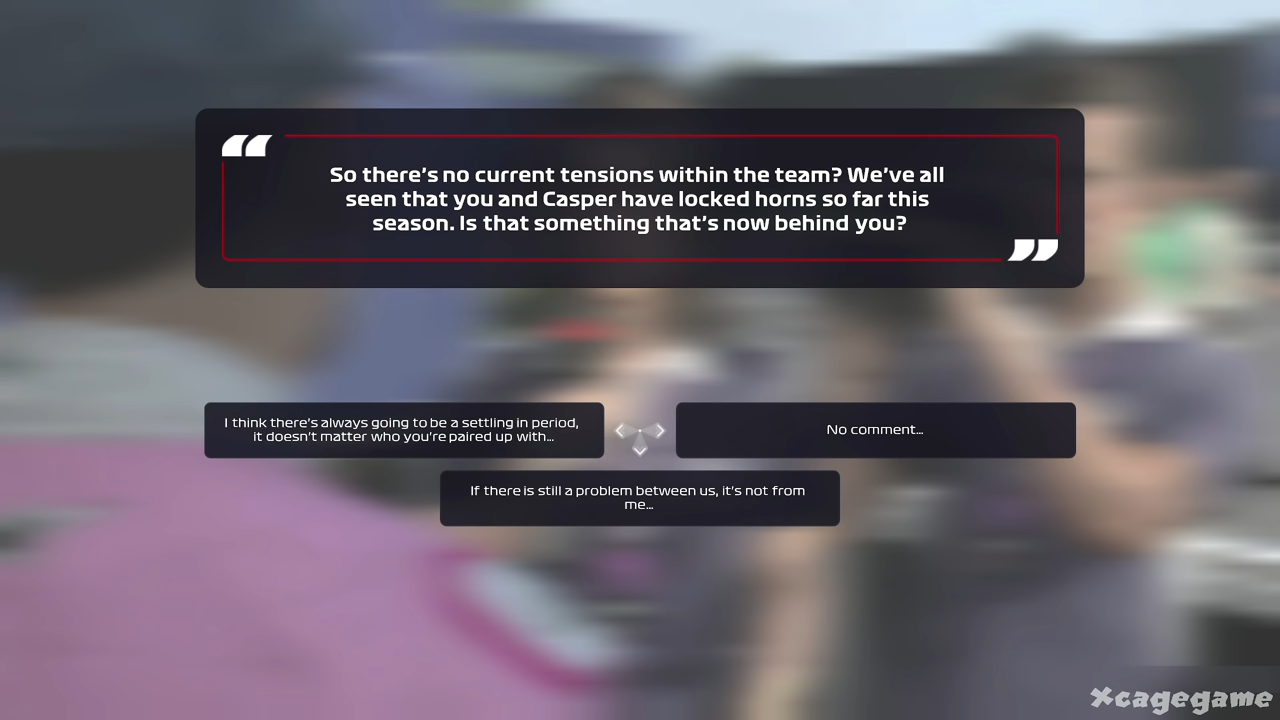 So there's no current tensions within the team? We've all
seen that you and Casper have locked horns so far this
season. Is that something that's now behind you?
I think there's always going to be a settling in period,
it doesn't matter who you're paired up with...
No comment...
If there is still a problem between us, it's not from
me...
Xcagegame